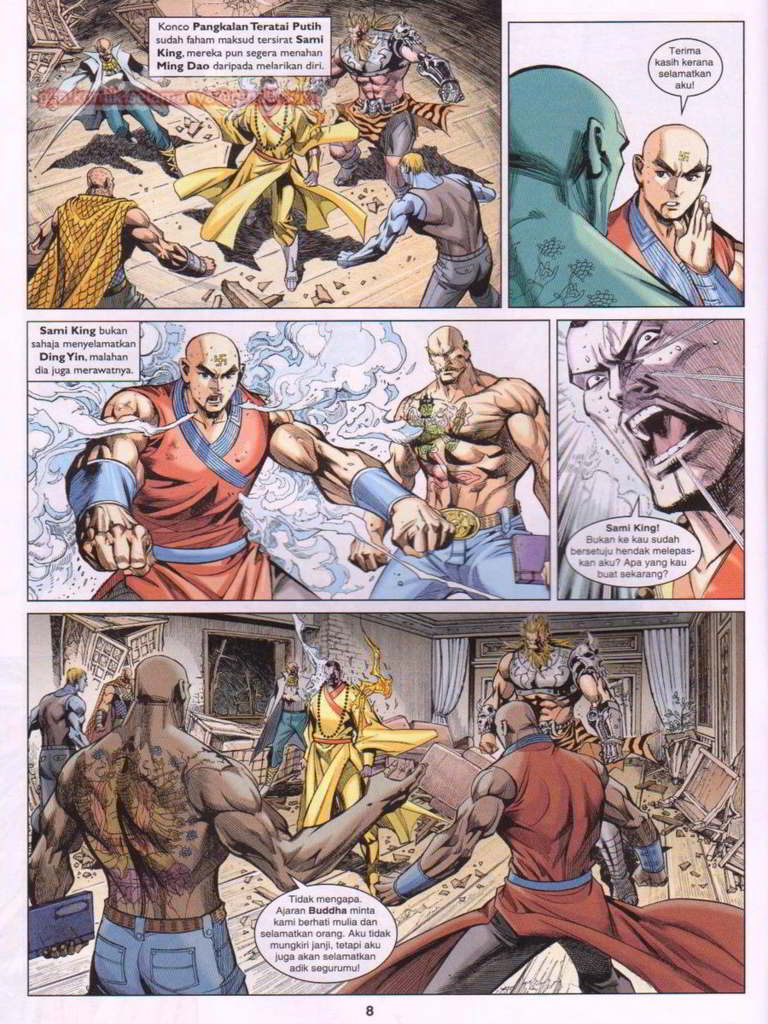 Konco Pangkalan Teratai Putih
sudah faham maksud tersirat Sami
King, mereka pun segera menahan
Ming Dao daripada melarikan diri.
Terima
kasih kerana
selamatkan
aku!
Sami King bukan
sahaja menyelamatkan
Ding Yin, malahan
dia juga merawatnya.
Sami King!
Bukan ke kau sudah
bersetuju hendak melepas-
kan aku? Apa yang kau
buat sekarang?
Tidak mengapa.
Ajaran Buddha minta
kami berhati mulia dan
selamatkan orang. Aku tidak
mungkiri janji, tetapi aku
juga akan selamatkan
adik segurumu!
8